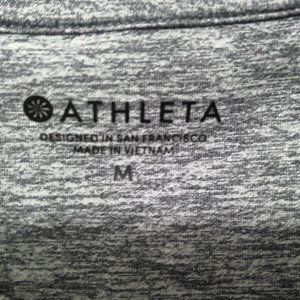 ATHLETA
DESIGNED IN SAN FRANCISCO
MADE IN VIETNAM
M